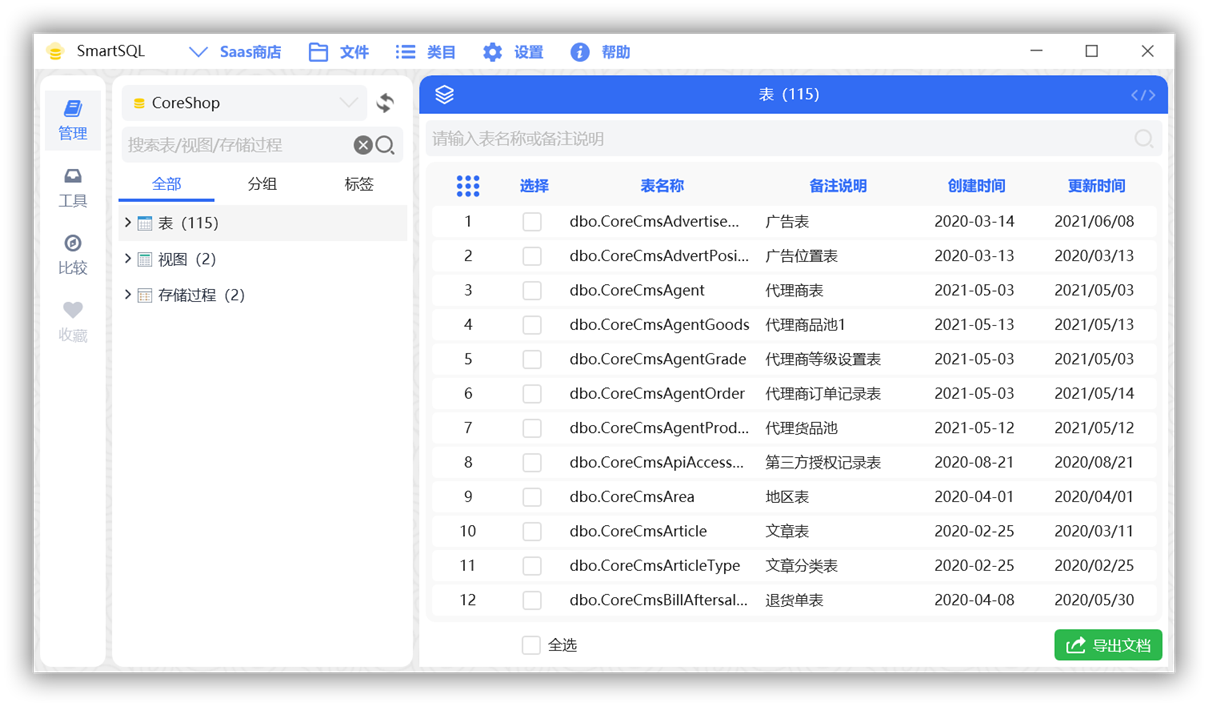 SmartSQL Saas商店 文件 类目 设置 帮助
管理
工具
比较
收藏
CoreShop
搜索表/视图/存储过程
全部 分组 标签
表（115）
视图（2）
存储过程（2）
表（115）
请输入表名称或备注说明
选择 表名称 备注说明 创建时间 更新时间
1 dbo.CoreCmsAdvertise... 广告表 2020-03-14 2021/06/08
2 dbo.CoreCmsAdvertPosi... 广告位置表 2020-03-13 2020/03/13
3 dbo.CoreCmsAgent 代理商表 2021-05-03 2021/05/03
4 dbo.CoreCmsAgentGoods 代理商品池1 2021-05-13 2021/05/13
5 dbo.CoreCmsAgentGrade 代理商等级设置表 2021-05-03 2021/05/03
6 dbo.CoreCmsAgentOrder 代理商订单记录表 2021-05-03 2021/05/14
7 dbo.CoreCmsAgentProd... 代理货品池 2021-05-12 2021/05/12
8 dbo.CoreCmsApiAccess... 第三方授权记录表 2020-08-21 2020/08/21
9 dbo.CoreCmsArea 地区表 2020-04-01 2020/04/01
10 dbo.CoreCmsArticle 文章表 2020-02-25 2020/03/11
11 dbo.CoreCmsArticleType 文章分类表 2020-02-25 2020/02/25
12 dbo.CoreCmsBillAftersal... 退货单表 2020-04-08 2020/05/30
全选 导出文档